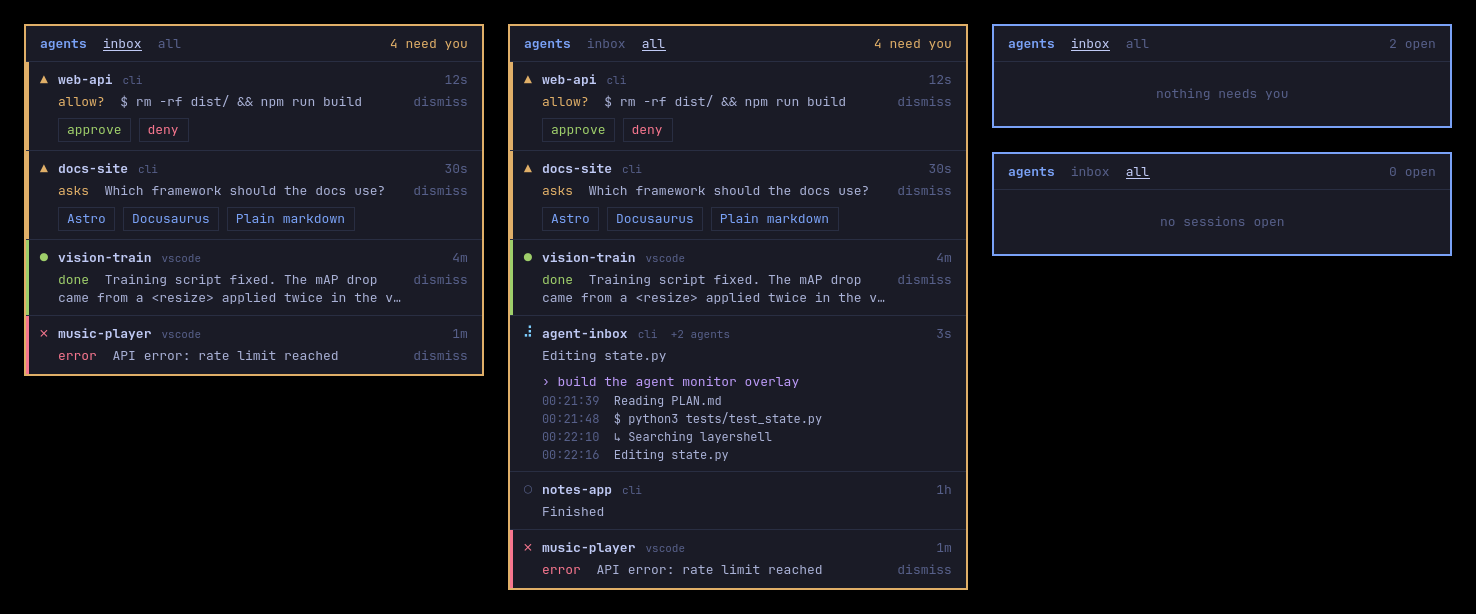 agents inbox all 4 need you
▲ web-api cli 12s
allow? $ rm -rf dist/ && npm run build dismiss
approve deny
▲ docs-site cli 30s
asks Which framework should the docs use? dismiss
Astro Docusaurus Plain markdown
● vision-train vscode 4m
done Training script fixed. The mAP drop dismiss
came from a <resize> applied twice in the v…
× music-player vscode 1m
error API error: rate limit reached dismiss
agents inbox all 4 need you
▲ web-api cli 12s
allow? $ rm -rf dist/ && npm run build dismiss
approve deny
▲ docs-site cli 30s
asks Which framework should the docs use? dismiss
Astro Docusaurus Plain markdown
● vision-train vscode 4m
done Training script fixed. The mAP drop dismiss
came from a <resize> applied twice in the v…
agent-inbox cli +2 agents 3s
Editing state.py
› build the agent monitor overlay
00:21:39 Reading PLAN.md
00:21:48 $ python3 tests/test_state.py
00:22:10 ↳ Searching layershell
00:22:16 Editing state.py
○ notes-app cli 1h
Finished
× music-player vscode 1m
error API error: rate limit reached dismiss
agents inbox all 2 open
nothing needs you
agents inbox all 0 open
no sessions open